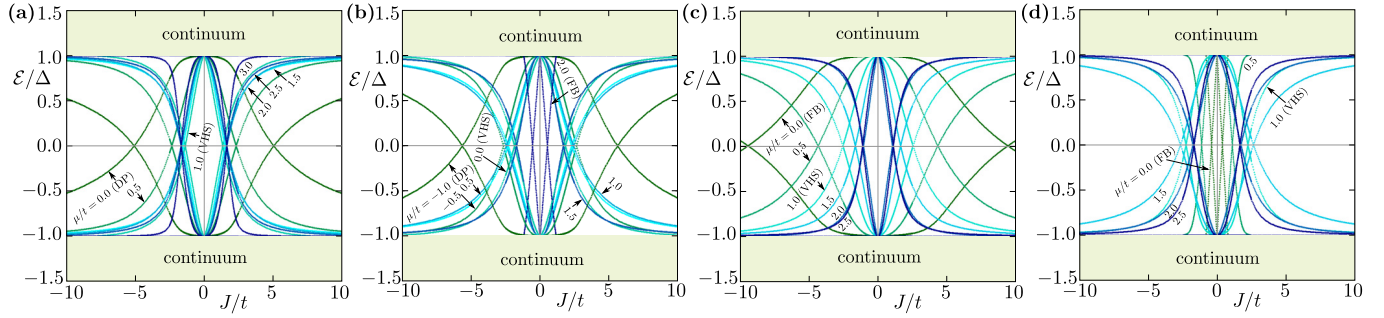 (a)
1.5
continuum
1.0
ℰ/Δ
0.5
0.0
−0.5
−1.0
−1.5
3.0
2.5
1.5
2.0
1.0 (VHS)
μ/t = 0.0 (DP)
0.5
continuum
−10
−5
0
5
10
J/t
(b)
1.5
continuum
1.0
ℰ/Δ
0.5
0.0
−0.5
−1.0
−1.5
2.0 (FB)
0.0 (VHS)
μ/t = −1.0 (DP)
−0.5, 0.5
1.0
1.5
continuum
−10
−5
0
5
10
J/t
(c)
1.5
continuum
1.0
ℰ/Δ
0.5
0.0
−0.5
−1.0
−1.5
μ/t = 0.0 (FB)
0.5
1.0 (VHS)
1.5
2.0
2.5
continuum
−10
−5
0
5
10
J/t
(d)
1.5
continuum
1.0
ℰ/Δ
0.5
0.0
−0.5
−1.0
−1.5
0.5
1.0 (VHS)
μ/t = 0.0 (FB)
1.5
2.0
2.5
continuum
−10
−5
0
5
10
J/t